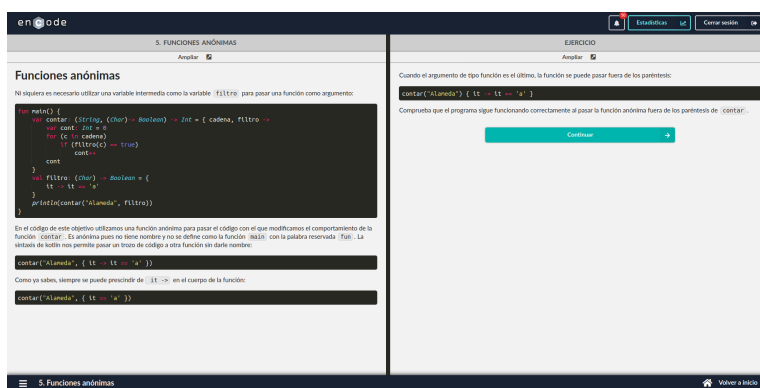 encode
Estadísticas
Cerrar sesión
5. FUNCIONES ANÓNIMAS
Ampliar
Funciones anónimas
Ni siquiera es necesario utilizar una variable intermedia como la variable filtro para pasar una función como argumento:
fun main() {
var contar: (String, (Char)-> Boolean) -> Int = { cadena, filtro ->
var cont: Int = 0
for (c in cadena)
if (filtro(c) == true)
cont++
cont
}
val filtro: (Char) -> Boolean = {
it -> it == 'a'
}
println(contar("Alameda", filtro))
}
En el código de este objetivo utilizamos una función anónima para pasar el código con el que modificamos el comportamiento de la
función contar . Es anónima pues no tiene nombre y no se define como la función main con la palabra reservada fun . La
sintaxis de kotlin nos permite pasar un trozo de código a otra función sin darle nombre:
contar("Alameda", { it -> it == 'a' })
Como ya sabes, siempre se puede prescindir de it -> en el cuerpo de la función:
contar("Alameda", { it == 'a' })
EJERCICIO
Ampliar
Cuando el argumento de tipo función es el último, la función se puede pasar fuera de los paréntesis:
contar("Alameda") { it -> it == 'a' }
Comprueba que el programa sigue funcionando correctamente al pasar la función anónima fuera de los paréntesis de contar .
Continuar
5. Funciones anónimas
Volver a inicio